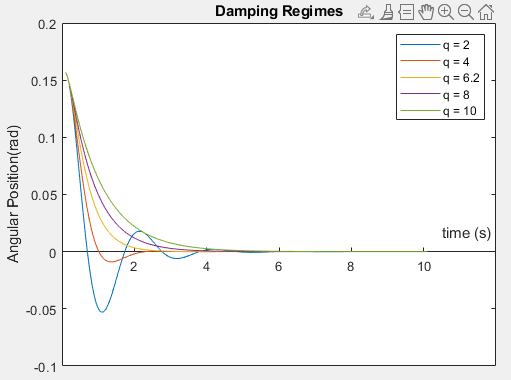 Damping Regimes
0.2
0.15
0.1
0.05
0
-0.05
-0.1
Angular Position(rad)
2 4 6 8 10
time (s)
q = 2
q = 4
q = 6.2
q = 8
q = 10